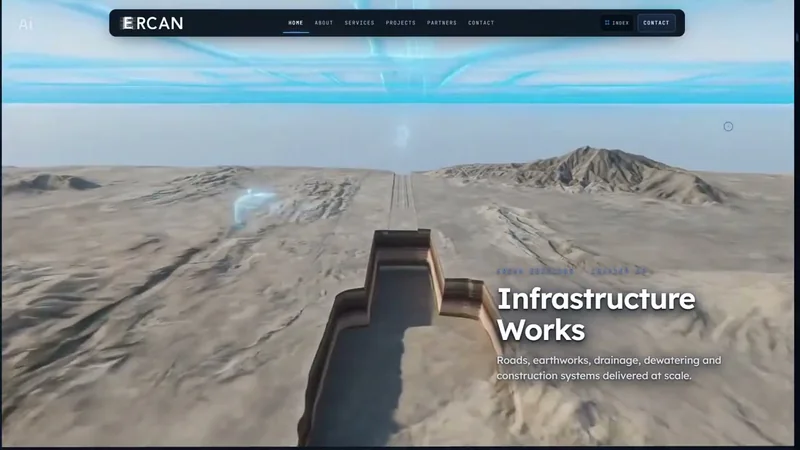 Ai
ERCAN
HOME
ABOUT
SERVICES
PROJECTS
PARTNERS
CONTACT
INDEX
CONTACT
Infrastructure
Works
Roads, earthworks, drainage, dewatering and
construction systems delivered at scale.